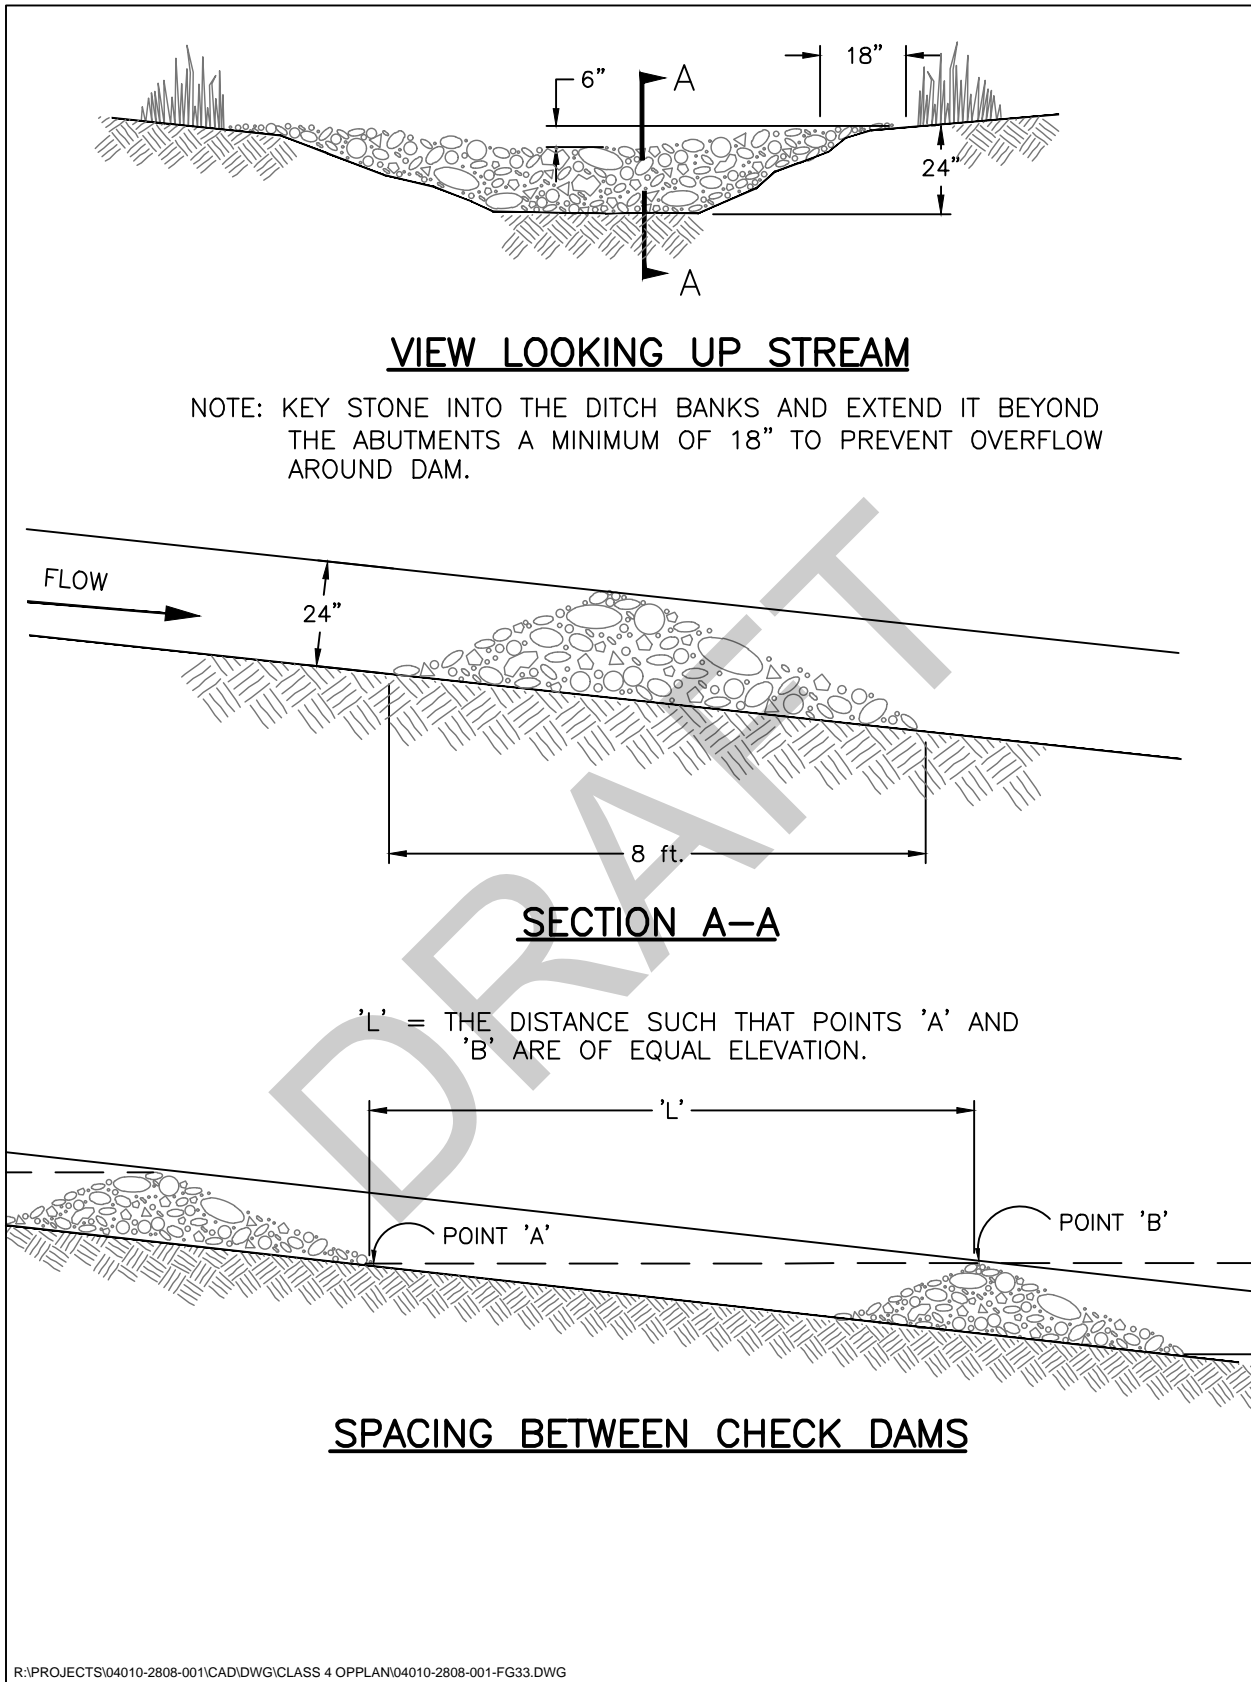 18"
6"
A
24"
A
VIEW LOOKING UP STREAM
NOTE: KEY STONE INTO THE DITCH BANKS AND EXTEND IT BEYOND
THE ABUTMENTS A MINIMUM OF 18" TO PREVENT OVERFLOW
AROUND DAM.
FLOW
24"
8 ft.
SECTION A-A
DRAFT
'L' = THE DISTANCE SUCH THAT POINTS 'A' AND
'B' ARE OF EQUAL ELEVATION.
'L'
POINT 'A'
POINT 'B'
SPACING BETWEEN CHECK DAMS
R:\PROJECTS\04010-2808-001\CAD\DWG\CLASS 4 OPPLAN\04010-2808-001-FG33.DWG